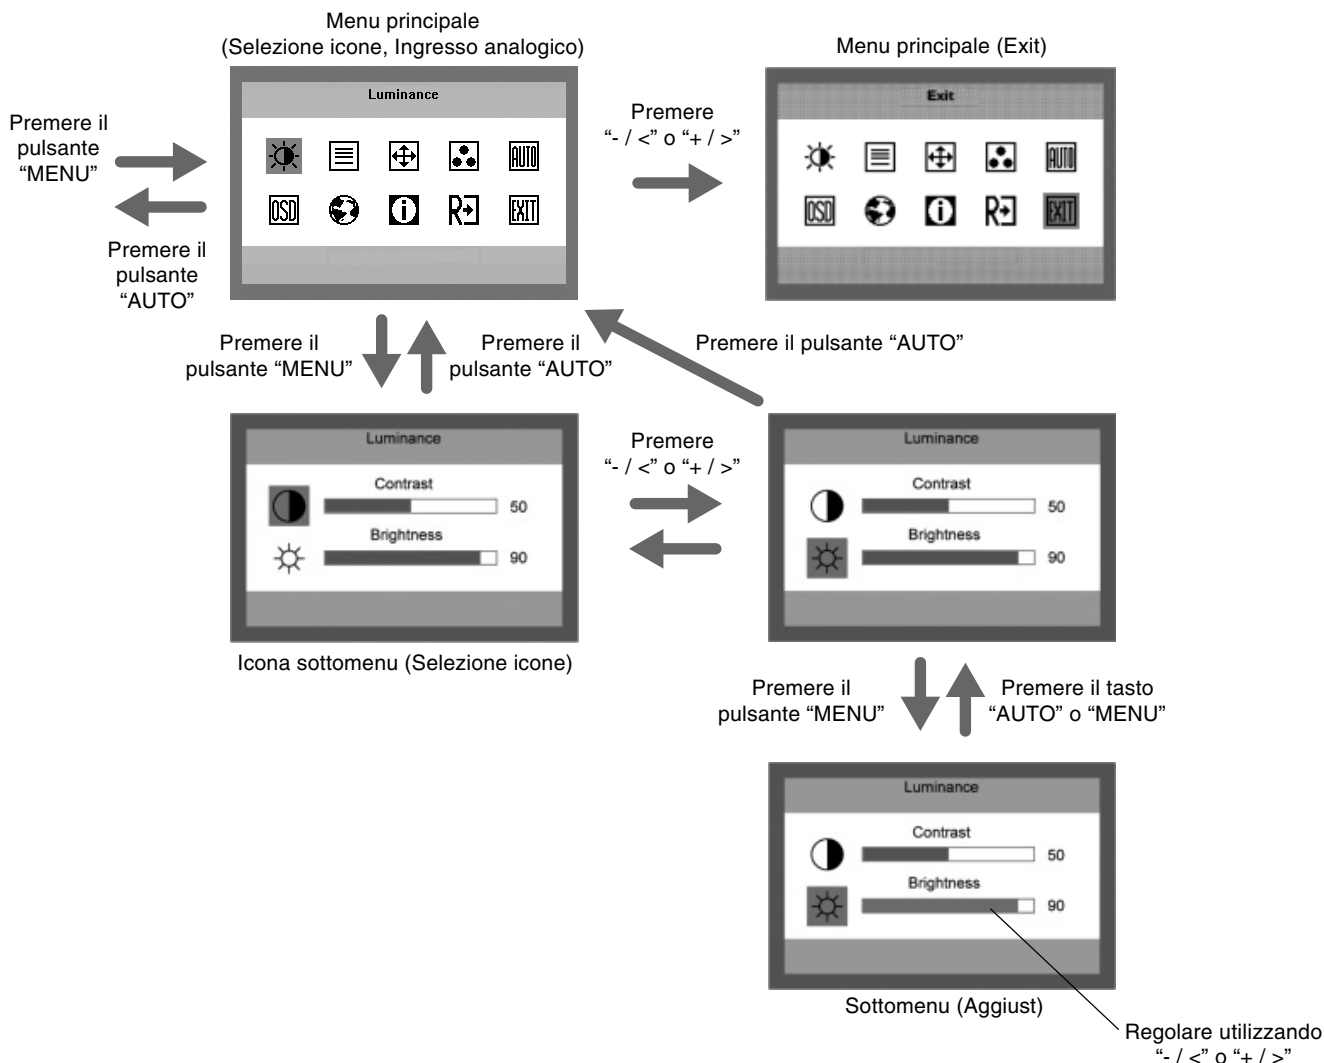 Menu principale
(Selezione icone, Ingresso analogico)
Menu principale (Exit)
Luminance
Exit
Premere il
pulsante
“MENU”
Premere
“- / <” o “+ / >”
AUTO
OSD
i
R
EXIT
AUTO
OSD
i
R
EXIT
Premere il
pulsante
“AUTO”
Premere il
pulsante “MENU”
Premere il
pulsante “AUTO”
Premere il pulsante “AUTO”
Luminance
Contrast
50
Brightness
90
Premere
“- / <” o “+ / >”
Luminance
Contrast
50
Brightness
90
Icona sottomenu (Selezione icone)
Premere il
pulsante “MENU”
Premere il tasto
“AUTO” o “MENU”
Luminance
Contrast
50
Brightness
90
Sottomenu (Aggiust)
Regolare utilizzando
“- / <” o “+ / >”